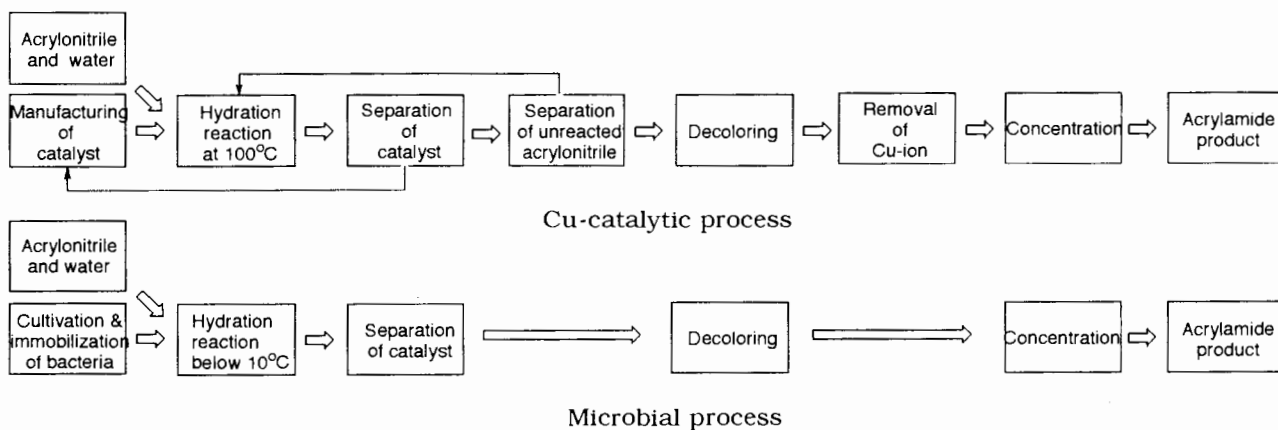 Acrylonitrile
and water
Manufacturing
of
catalyst
Hydration
reaction
at 100°C
Separation
of
catalyst
Separation
of unreacted
acrylonitrile
Decoloring
Removal
of
Cu-ion
Concentration
Acrylamide
product
Cu-catalytic process
Acrylonitrile
and water
Cultivation &
immobilization
of bacteria
Hydration
reaction
below 10°C
Separation
of catalyst
Decoloring
Concentration
Acrylamide
product
Microbial process